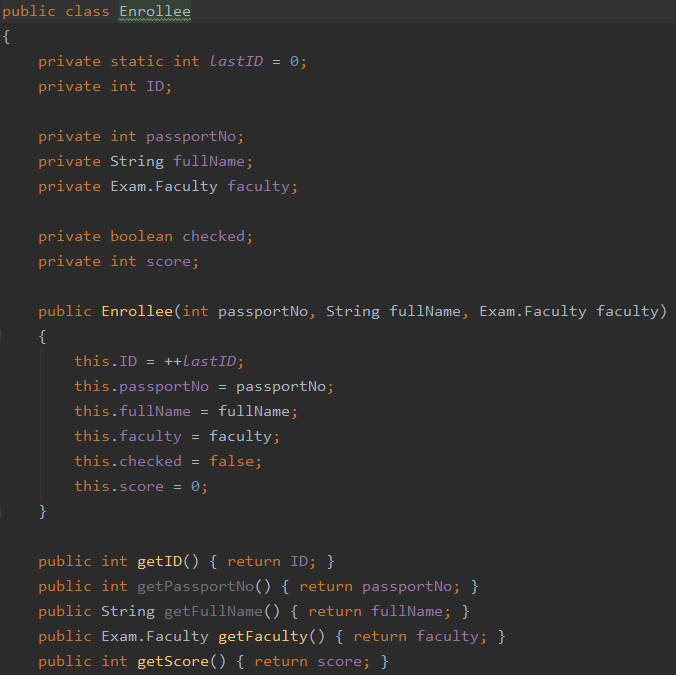 public class Enrollee
{
    private static int lastID = 0;
    private int ID;

    private int passportNo;
    private String fullName;
    private Exam.Faculty faculty;

    private boolean checked;
    private int score;

    public Enrollee(int passportNo, String fullName, Exam.Faculty faculty)
    {
        this.ID = ++lastID;
        this.passportNo = passportNo;
        this.fullName = fullName;
        this.faculty = faculty;
        this.checked = false;
        this.score = 0;
    }

    public int getID() { return ID; }
    public int getPassportNo() { return passportNo; }
    public String getFullName() { return fullName; }
    public Exam.Faculty getFaculty() { return faculty; }
    public int getScore() { return score; }